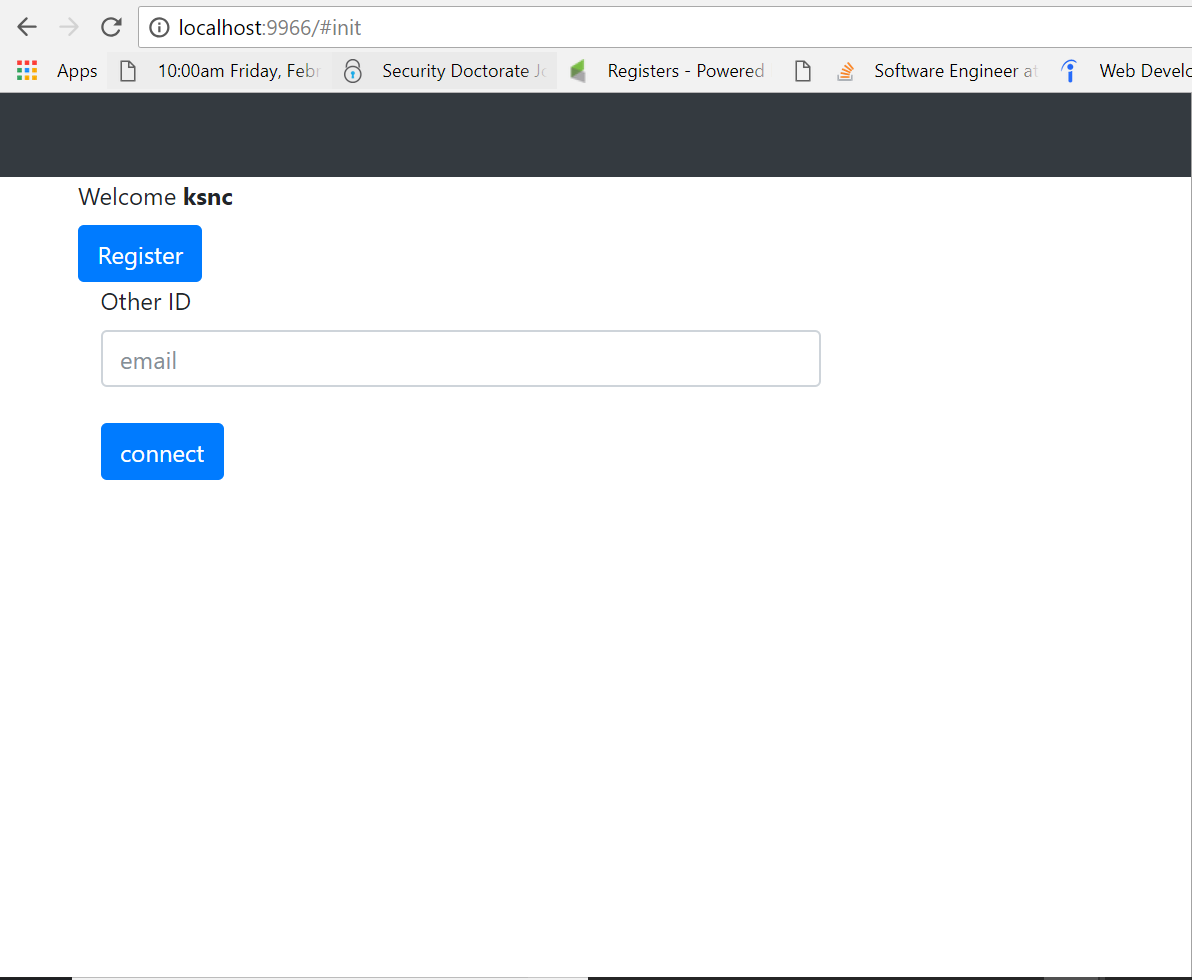 localhost:9966/#init
Apps 10:00am Friday, Febr Security Doctorate Jo Registers - Powered Software Engineer at Web Develo
Welcome ksnc
Register
Other ID
email
connect